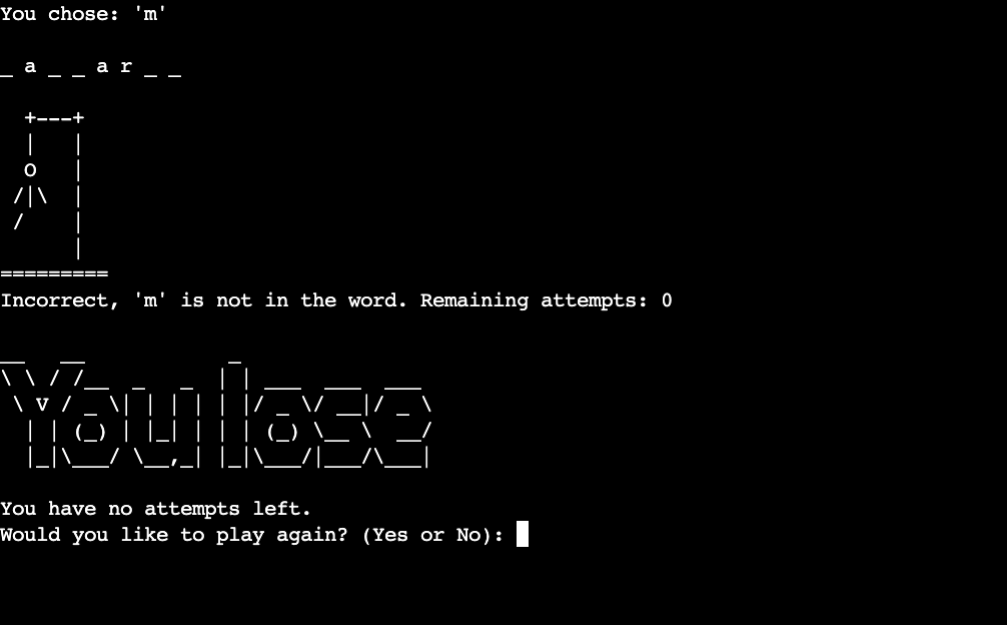 You chose: 'm'
_ a _ _ a r _ _
  +---+
  |   |
  O   |
 /|\  |
 /    |
      |
=========
Incorrect, 'm' is not in the word. Remaining attempts: 0
You lose
You have no attempts left.
Would you like to play again? (Yes or No):